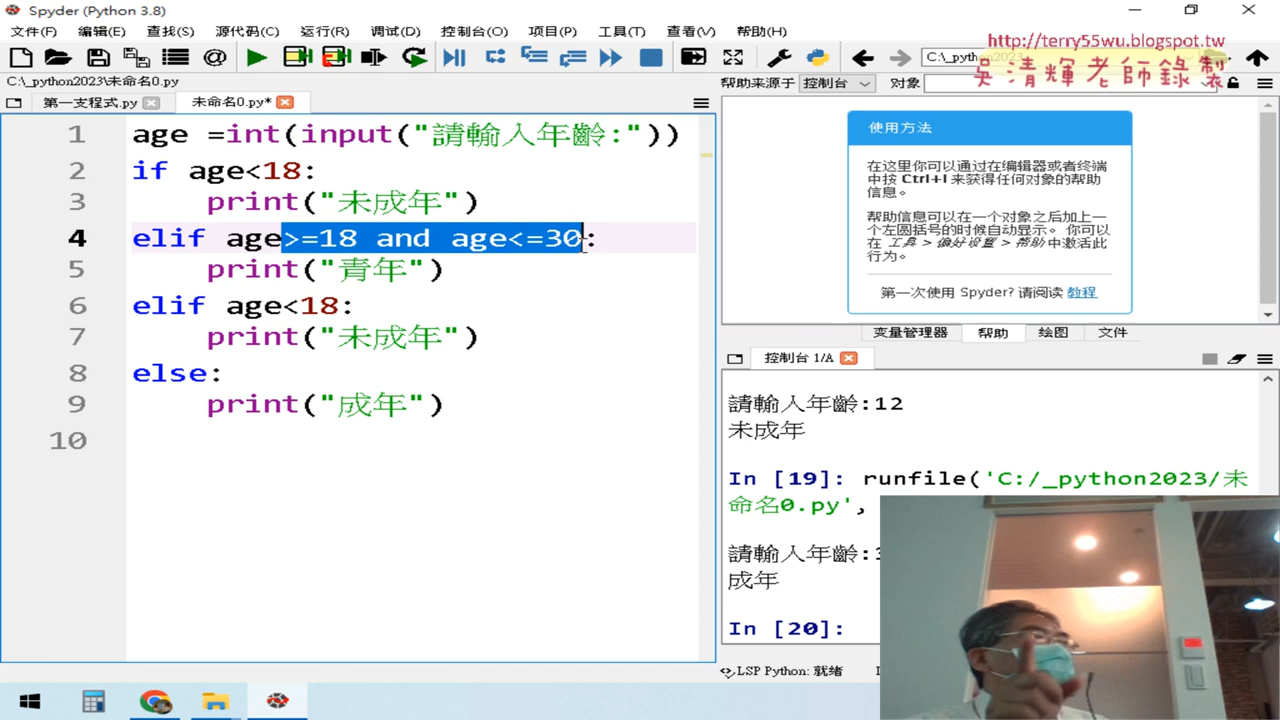 Spyder (Python 3.8)
文件(F) 编辑(E) 查找(S) 源代码(C) 运行(R) 调试(D) 控制台(O) 项目(P) 工具(T) 查看(V) 帮助(H)
http://terry55wu.blogspot.tw
吳清輝老師錄製
C:\_python2023\未命名0.py
第一支程式.py
未命名0.py*
1 age =int(input("請輸入年齡:"))
2 if age<18:
3 print("未成年")
4 elif age>=18 and age<=30:
5 print("青年")
6 elif age<18:
7 print("未成年")
8 else:
9 print("成年")
10
帮助来源于 控制台 对象
使用方法
在这里你可以通过在编辑器或者终端
中按 Ctrl+I 来获得任何对象的帮助
信息。
帮助信息可以在一个对象之后加上一
个左圆括号的时候自动显示。 你可以
在 工具 > 偏好设置 > 帮助 中激活此
行为。
第一次使用 Spyder? 请阅读 教程
变量管理器 帮助 绘图 文件
控制台 1/A
請輸入年齡:12
未成年
In [19]: runfile('C:/_python2023/未
命名0.py',
請輸入年齡:3
成年
In [20]:
LSP Python: 就绪